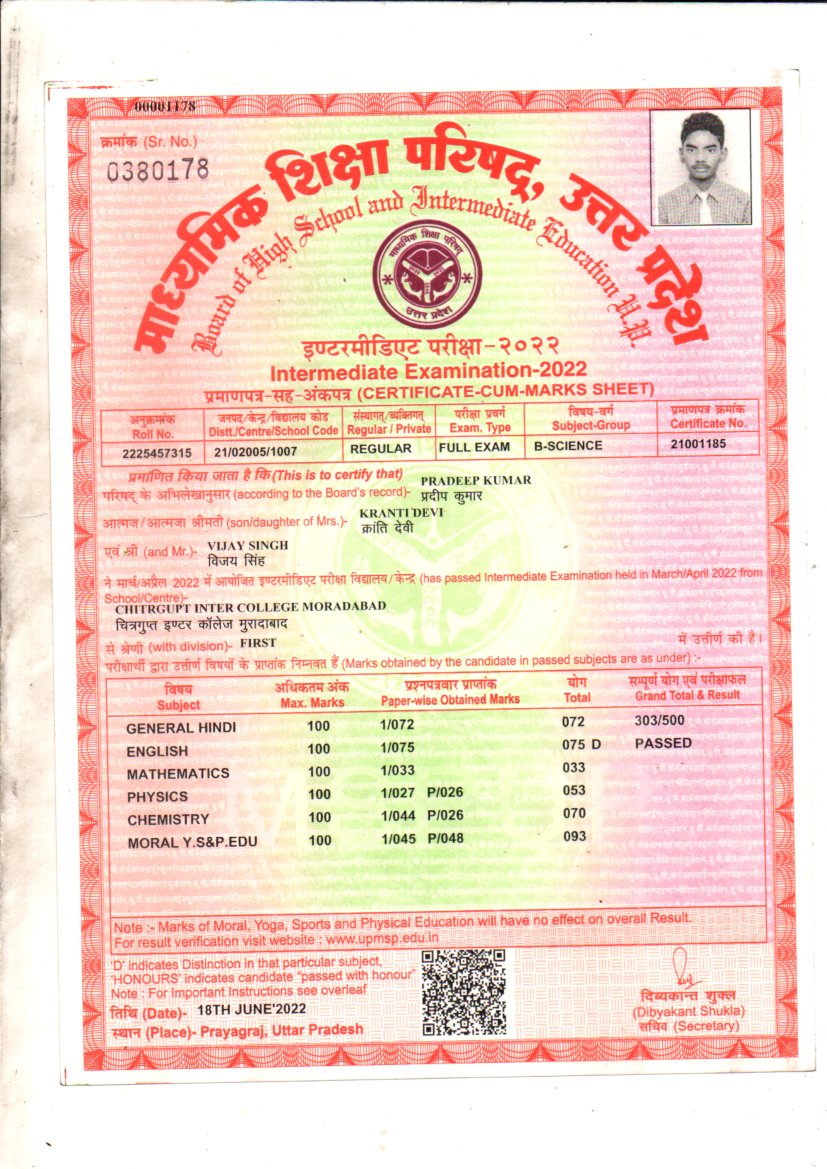 00001178
क्रमांक (Sr. No.)
0380178
माध्यमिक शिक्षा परिषद्, उत्तर प्रदेश
Board of High School and Intermediate Education U.P.
माध्यमिक शिक्षा परिषद
उत्तर प्रदेश
इण्टरमीडिएट परीक्षा-२०२२
Intermediate Examination-2022
प्रमाणपत्र-सह-अंकपत्र (CERTIFICATE-CUM-MARKS SHEET)
अनुक्रमांक जनपद/केन्द्र/विद्यालय कोड संस्थागत्/व्यक्तिगत् परीक्षा प्रवर्ग विषय-वर्ग प्रमाणपत्र क्रमांक
Roll No. Distt./Centre/School Code Regular / Private Exam. Type Subject-Group Certificate No.
2225457315 21/02005/1007 REGULAR FULL EXAM B-SCIENCE 21001185
प्रमाणित किया जाता है कि (This is to certify that) PRADEEP KUMAR
परिषद् के अभिलेखानुसार (according to the Board's record)- प्रदीप कुमार
KRANTI DEVI
आत्मज/आत्मजा श्रीमती (son/daughter of Mrs.)- क्रांति देवी
एवं श्री (and Mr.)- VIJAY SINGH
विजय सिंह
ने मार्च/अप्रैल 2022 में आयोजित इण्टरमीडिएट परीक्षा विद्यालय/केन्द्र (has passed Intermediate Examination held in March/April 2022 from
School/Centre)-
CHITRGUPT INTER COLLEGE MORADABAD
चित्रगुप्त इण्टर कॉलेज मुरादाबाद
से श्रेणी (with division)- FIRST में उत्तीर्ण की है।
परीक्षार्थी द्वारा उत्तीर्ण विषयों के प्राप्तांक निम्नवत हैं (Marks obtained by the candidate in passed subjects are as under) :-
विषय अधिकतम अंक प्रश्नपत्रवार प्राप्तांक योग सम्पूर्ण योग एवं परीक्षाफल
Subject Max. Marks Paper-wise Obtained Marks Total Grand Total & Result
GENERAL HINDI 100 1/072 072 303/500
ENGLISH 100 1/075 075 D PASSED
MATHEMATICS 100 1/033 033
PHYSICS 100 1/027 P/026 053
CHEMISTRY 100 1/044 P/026 070
MORAL Y.S&P.EDU 100 1/045 P/048 093
Note :- Marks of Moral, Yoga, Sports and Physical Education will have no effect on overall Result.
For result verification visit website : www.upmsp.edu.in
'D' indicates Distinction in that particular subject,
'HONOURS' indicates candidate "passed with honour"
Note : For Important Instructions see overleaf
तिथि (Date)- 18TH JUNE'2022
स्थान (Place)- Prayagraj, Uttar Pradesh
दिब्यकान्त शुक्ल
(Dibyakant Shukla)
सचिव (Secretary)